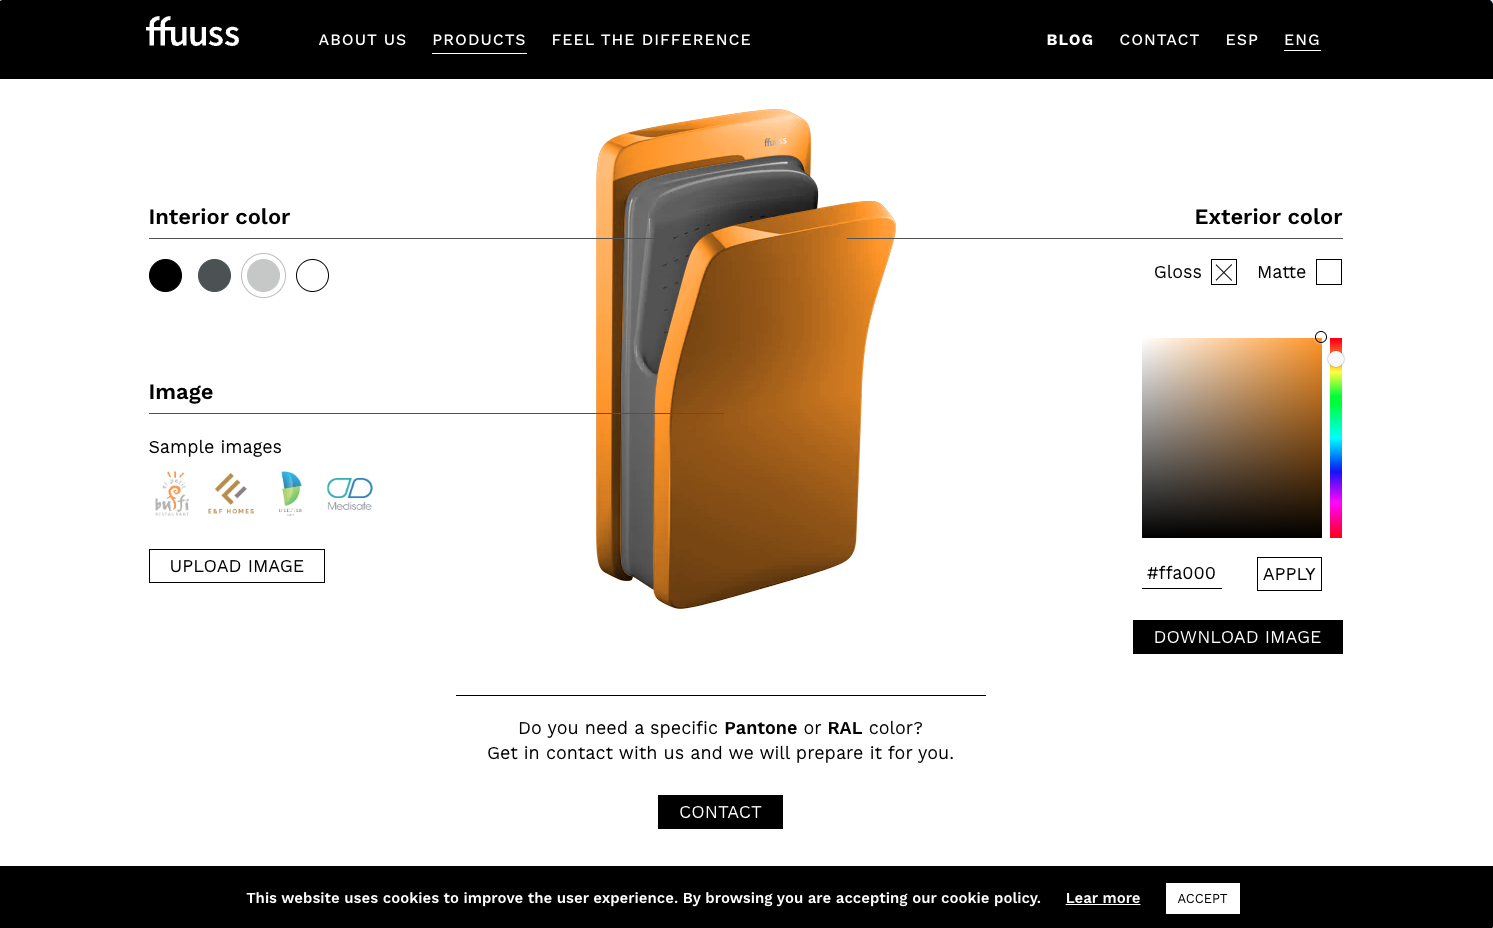 ffuuss
ABOUT US PRODUCTS FEEL THE DIFFERENCE
BLOG CONTACT ESP ENG
ffuuss
Interior color
Exterior color
Gloss Matte
Image
Sample images
bufi
E&F HOMES
Medisafe
UPLOAD IMAGE
#ffa000 APPLY
DOWNLOAD IMAGE
Do you need a specific Pantone or RAL color?
Get in contact with us and we will prepare it for you.
CONTACT
This website uses cookies to improve the user experience. By browsing you are accepting our cookie policy. Lear more ACCEPT